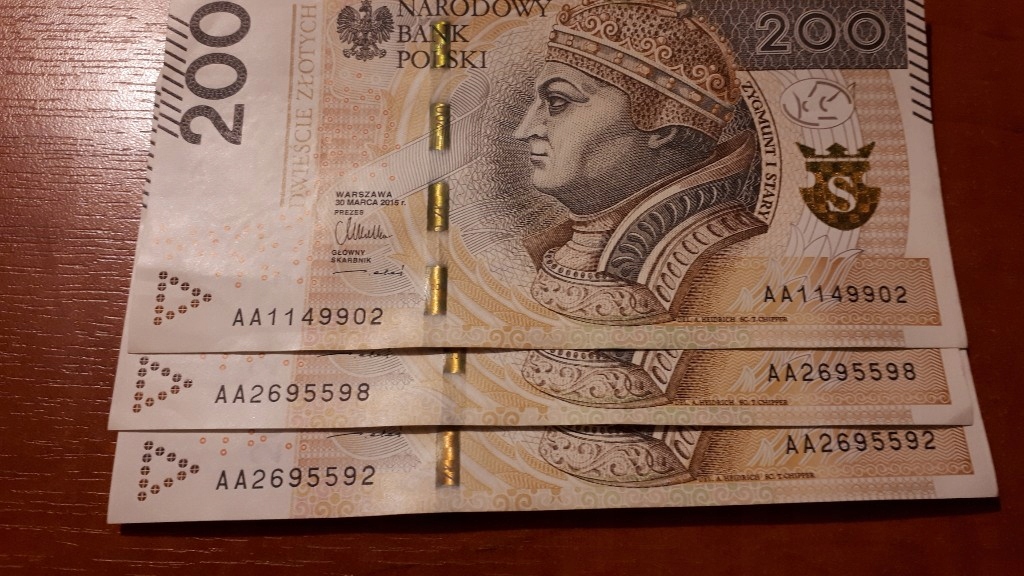 200
DWIEŚCIE ZŁOTYCH
NARODOWY
BANK
POLSKI
200
ZYGMUNT I STARY
S
WARSZAWA
30 MARCA 2015 r.
PREZES
GŁÓWNY
SKARBNIK
AA1149902
AA1149902
AA2695598
AA2695598
AA2695592
AA2695592